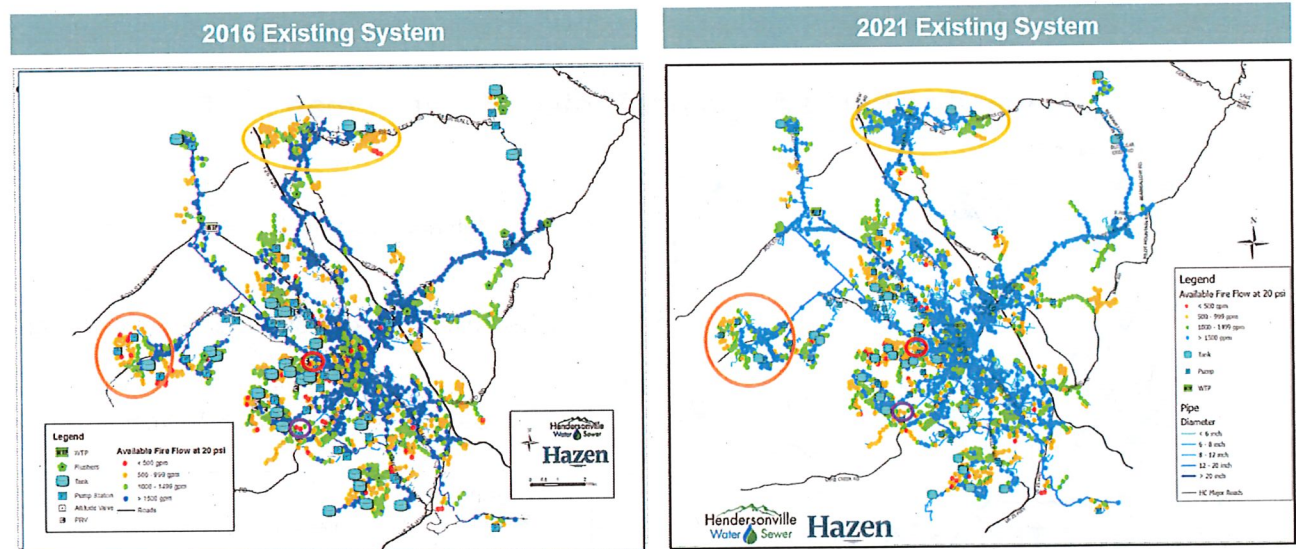 2016 Existing System
2021 Existing System
WTP
Legend
WTP
Flushers
Tank
Pump Station
Altitude Valve
PRV
Available Fire Flow at 20 psi
< 500 gpm
500 - 999 gpm
1000 - 1499 gpm
> 1500 gpm
Roads
Hendersonville
Water Sewer
Hazen
N
Legend
Available Fire Flow at 20 psi
< 500 gpm
500 - 999 gpm
1000 - 1499 gpm
> 1500 gpm
Tank
Pump
WTP
Pipe
Diameter
< 6 inch
6 - 8 inch
8 - 12 inch
12 - 20 inch
> 20 inch
HC Major Roads
Hendersonville
Water Sewer
Hazen